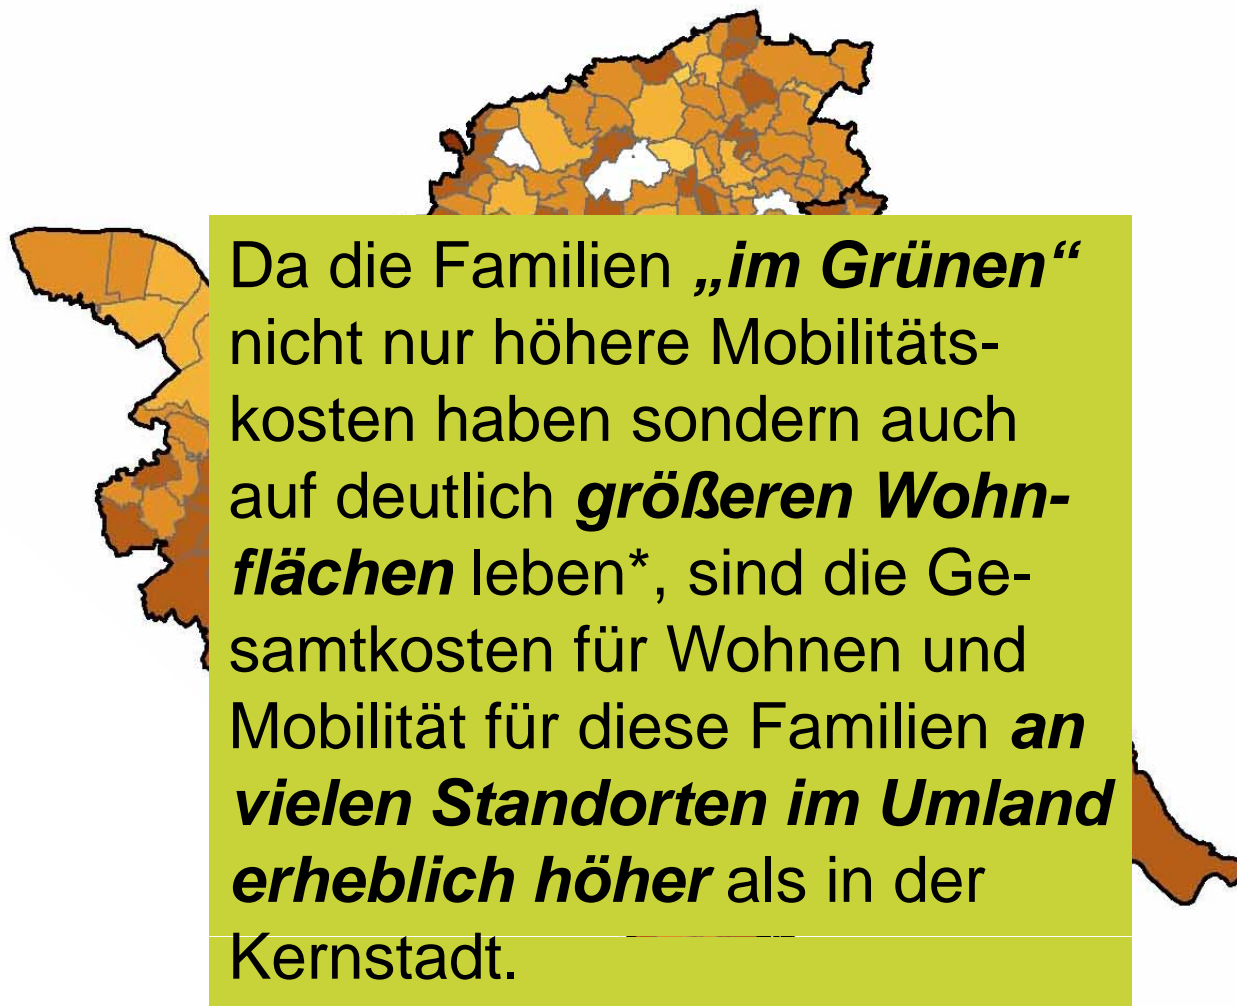 Da die Familien „im Grünen“
nicht nur höhere Mobilitäts-
kosten haben sondern auch
auf deutlich größeren Wohn-
flächen leben*, sind die Ge-
samtkosten für Wohnen und
Mobilität für diese Familien an
vielen Standorten im Umland
erheblich höher als in der
Kernstadt.